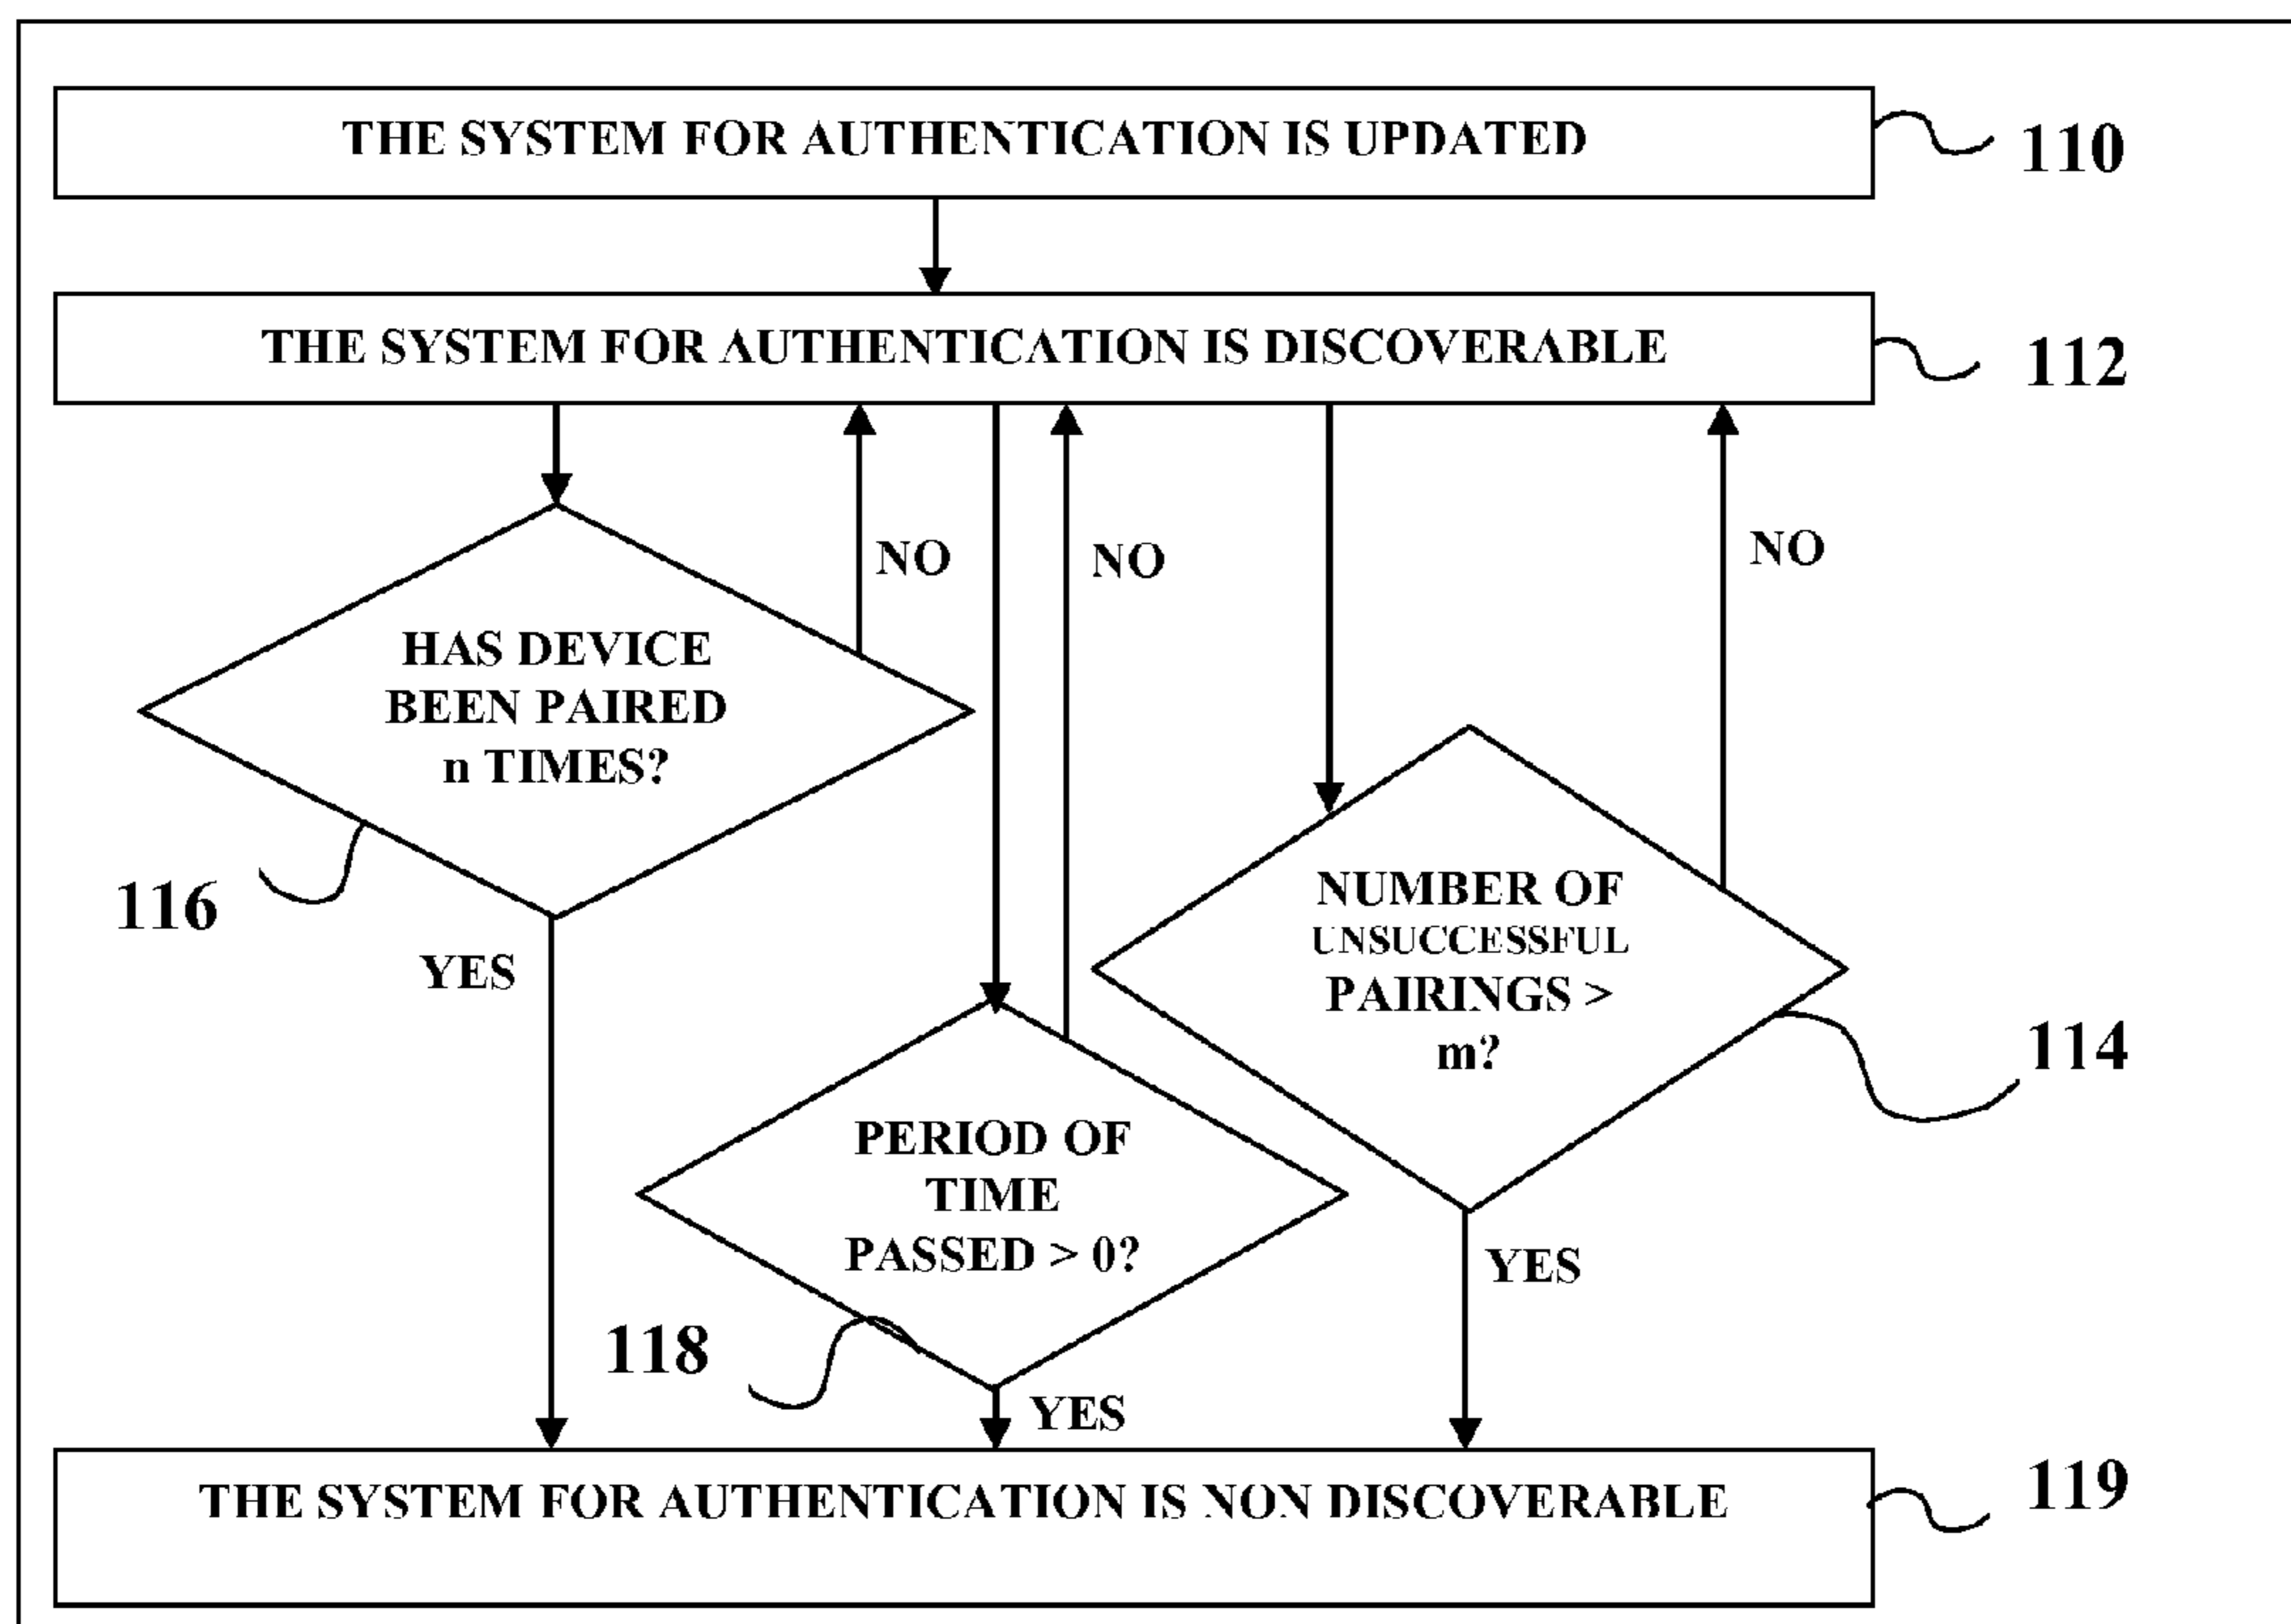 THE SYSTEM FOR AUTHENTICATION IS UPDATED
110
THE SYSTEM FOR AUTHENTICATION IS DISCOVERABLE
112
NO
NO
NO
HAS DEVICE
BEEN PAIRED
n TIMES?
116
YES
NUMBER OF
UNSUCCESSFUL
PAIRINGS >
m?
114
PERIOD OF
TIME
PASSED > 0?
118
YES
YES
THE SYSTEM FOR AUTHENTICATION IS NON DISCOVERABLE
119